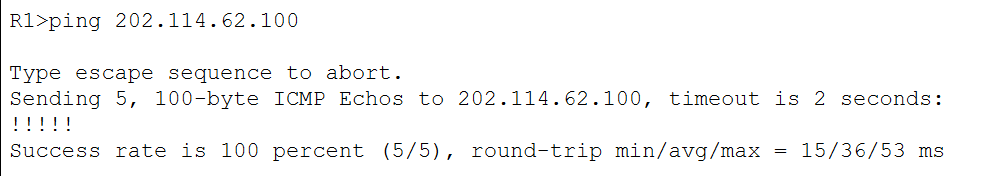 R1>ping 202.114.62.100
Type escape sequence to abort.
Sending 5, 100-byte ICMP Echos to 202.114.62.100, timeout is 2 seconds:
!!!!!
Success rate is 100 percent (5/5), round-trip min/avg/max = 15/36/53 ms